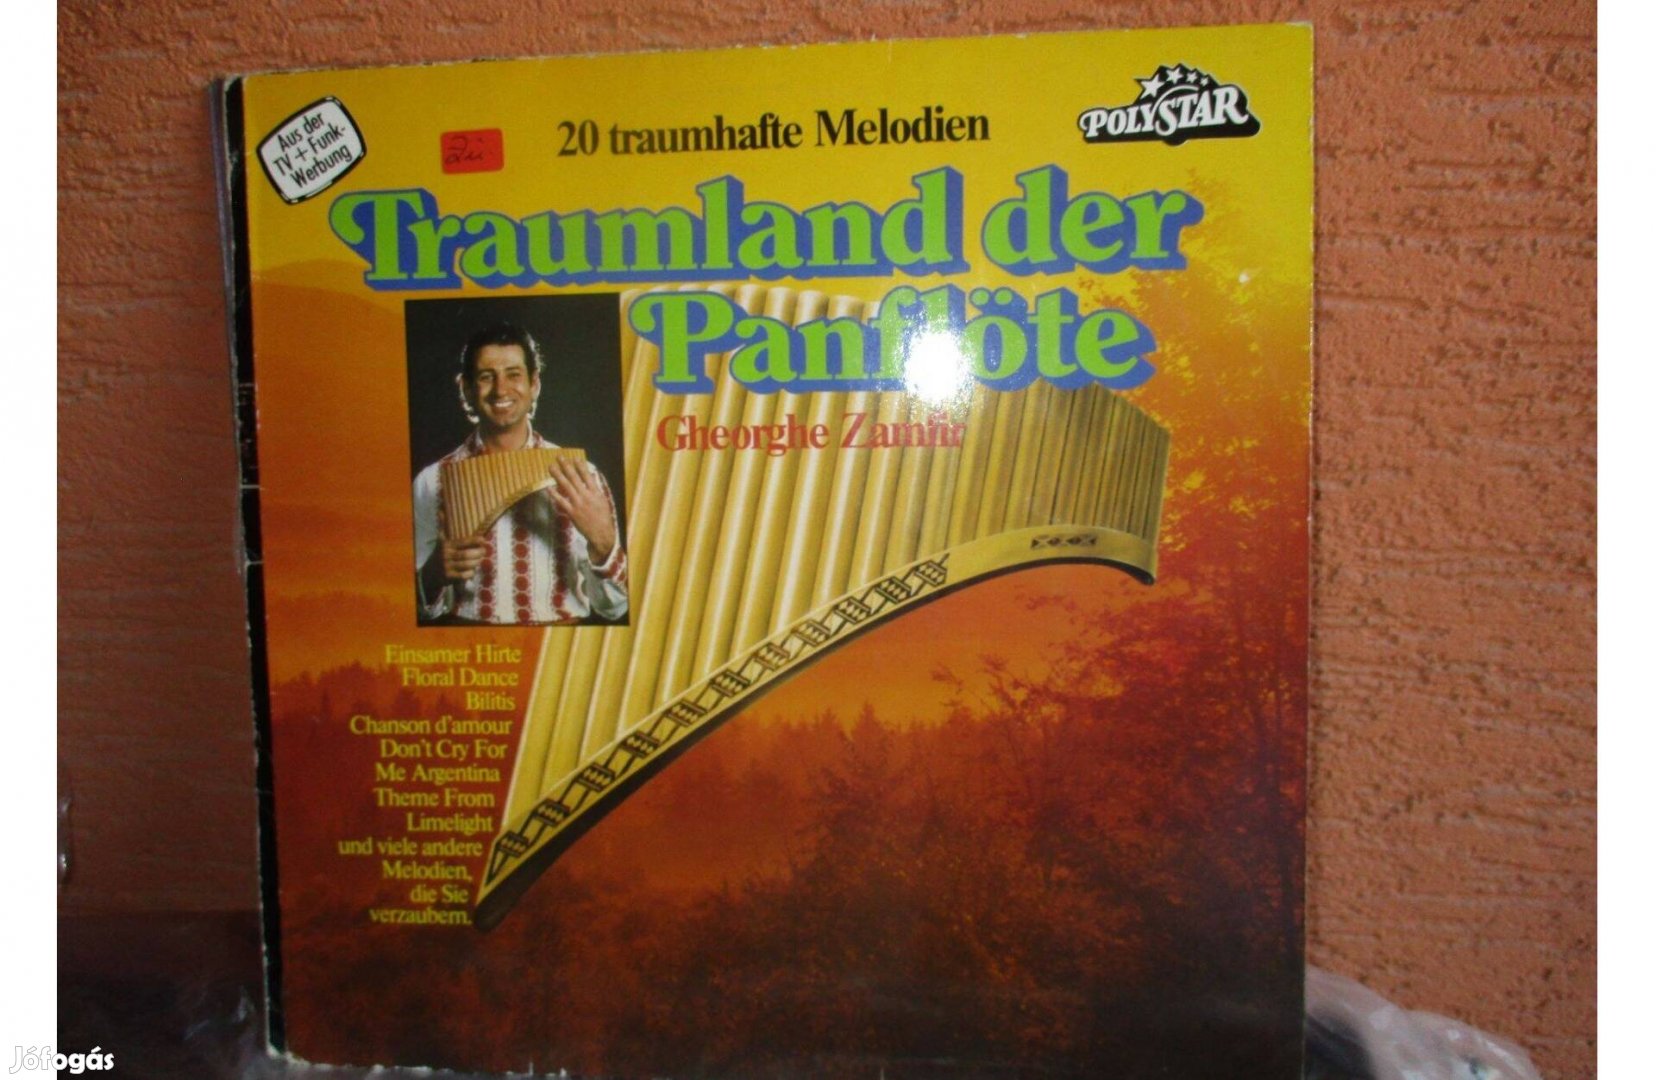 Aus der
TV + Funk-
Werbung
20 traumhafte Melodien
POLYSTAR
Traumland der
Panflöte
Gheorghe Zamfir
Einsamer Hirte
Floral Dance
Bilitis
Chanson d'amour
Don't Cry For
Me Argentina
Theme From
Limelight
und viele andere
Melodien,
die Sie
verzaubern.
Jófogás